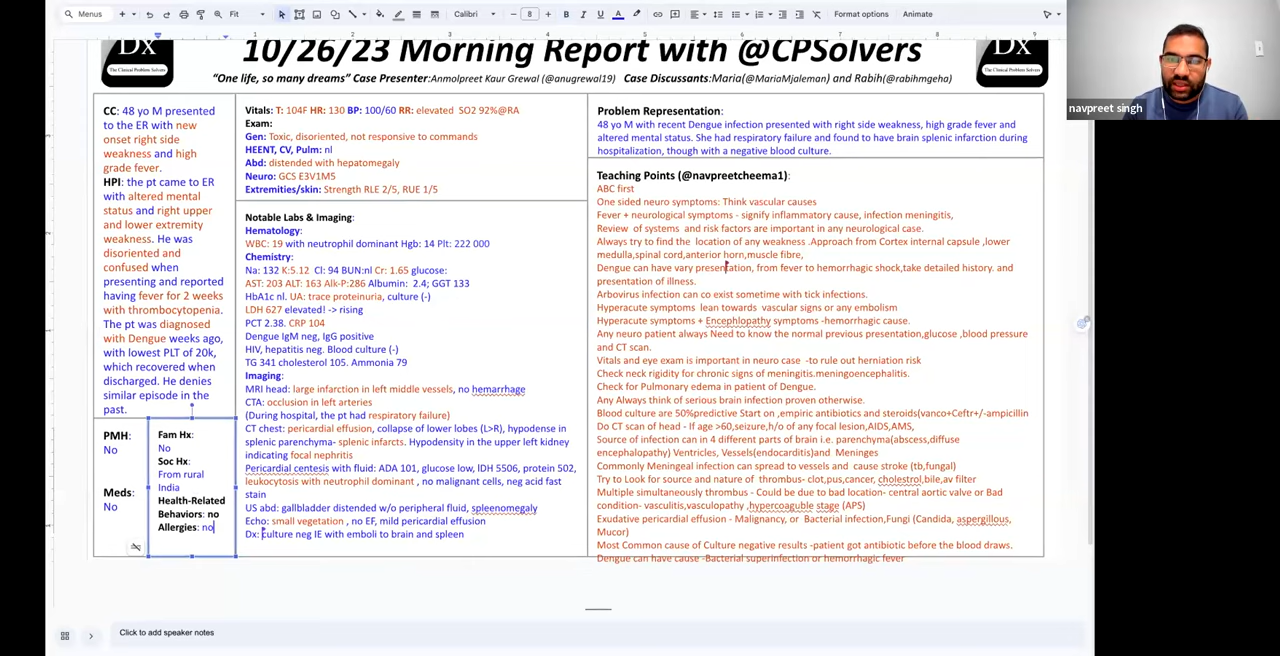 Menus
Fit
Calibri
8
Format options
Animate
1
2
3
4
5
6
7
8
9
Dx
The Clinical Problem Solvers
10/26/23 Morning Report with @CPSolvers
Dx
The Clinical Problem Solvers
“One life, so many dreams” Case Presenter:Anmolpreet Kaur Grewal (@anugrewal19) Case Discussants:Maria(@MariaMjaleman) and Rabih(@rabihmgeha)
navpreet singh
CC: 48 yo M presented
to the ER with new
onset right side
weakness and high
grade fever.
HPI: the pt came to ER
with altered mental
status and right upper
and lower extremity
weakness. He was
disoriented and
confused when
presenting and reported
having fever for 2 weeks
with thrombocytopenia.
The pt was diagnosed
with Dengue weeks ago,
with lowest PLT of 20k,
which recovered when
discharged. He denies
similar episode in the
past.
PMH:
No
Meds:
No
Fam Hx:
No
Soc Hx:
From rural
India
Health-Related
Behaviors: no
Allergies: no
Vitals: T: 104F HR: 130 BP: 100/60 RR: elevated SO2 92%@RA
Exam:
Gen: Toxic, disoriented, not responsive to commands
HEENT, CV, Pulm: nl
Abd: distended with hepatomegaly
Neuro: GCS E3V1M5
Extremities/skin: Strength RLE 2/5, RUE 1/5
Notable Labs & Imaging:
Hematology:
WBC: 19 with neutrophil dominant Hgb: 14 Plt: 222 000
Chemistry:
Na: 132 K:5.12 Cl: 94 BUN:nl Cr: 1.65 glucose:
AST: 203 ALT: 163 Alk-P:286 Albumin: 2.4; GGT 133
HbA1c nl. UA: trace proteinuria, culture (-)
LDH 627 elevated! -> rising
PCT 2.38. CRP 104
Dengue IgM neg, IgG positive
HIV, hepatitis neg. Blood culture (-)
TG 341 cholesterol 105. Ammonia 79
Imaging:
MRI head: large infarction in left middle vessels, no hemarrhage
CTA: occlusion in left arteries
(During hospital, the pt had respiratory failure)
CT chest: pericardial effusion, collapse of lower lobes (L>R), hypodense in
splenic parenchyma- splenic infarcts. Hypodensity in the upper left kidney
indicating focal nephritis
Pericardial centesis with fluid: ADA 101, glucose low, lDH 5506, protein 502,
leukocytosis with neutrophil dominant , no malignant cells, neg acid fast
stain
US abd: gallbladder distended w/o peripheral fluid, spleenomegaly
Echo: small vegetation , no EF, mild pericardial effusion
Dx: culture neg IE with emboli to brain and spleen
Problem Representation:
48 yo M with recent Dengue infection presented with right side weakness, high grade fever and
altered mental status. She had respiratory failure and found to have brain splenic infarction during
hospitalization, though with a negative blood culture.
Teaching Points (@navpreetcheema1):
ABC first
One sided neuro symptoms: Think vascular causes
Fever + neurological symptoms - signify inflammatory cause, infection meningitis,
Review of systems and risk factors are important in any neurological case.
Always try to find the location of any weakness .Approach from Cortex internal capsule ,lower
medulla,spinal cord,anterior horn,muscle fibre,
Dengue can have vary presentation, from fever to hemorrhagic shock,take detailed history. and
presentation of illness.
Arbovirus infection can co exist sometime with tick infections.
Hyperacute symptoms lean towards vascular signs or any embolism
Hyperacute symptoms + Encephlopathy symptoms -hemorrhagic cause.
Any neuro patient always Need to know the normal previous presentation,glucose ,blood pressure
and CT scan.
Vitals and eye exam is important in neuro case -to rule out herniation risk
Check neck rigidity for chronic signs of meningitis.meningoencephalitis.
Check for Pulmonary edema in patient of Dengue.
Any Always think of serious brain infection proven otherwise.
Blood culture are 50%predictive Start on ,empiric antibiotics and steroids(vanco+Ceftr+/-ampicillin
Do CT scan of head - If age >60,seizure,h/o of any focal lesion,AIDS,AMS,
Source of infection can in 4 different parts of brain i.e. parenchyma(abscess,diffuse
encephalopathy) Ventricles, Vessels(endocarditis)and Meninges
Commonly Meningeal infection can spread to vessels and cause stroke (tb,fungal)
Try to Look for source and nature of thrombus- clot,pus,cancer, cholestrol,bile,av filter
Multiple simultaneously thrombus - Could be due to bad location- central aortic valve or Bad
condition- vasculitis,vasculopathy ,hypercoaguble stage (APS)
Exudative pericardial effusion - Malignancy, or Bacterial infection,Fungi (Candida, aspergillous,
Mucor)
Most Common cause of Culture negative results -patient got antibiotic before the blood draws.
Dengue can have cause -Bacterial superinfection or hemorrhagic fever
Click to add speaker notes